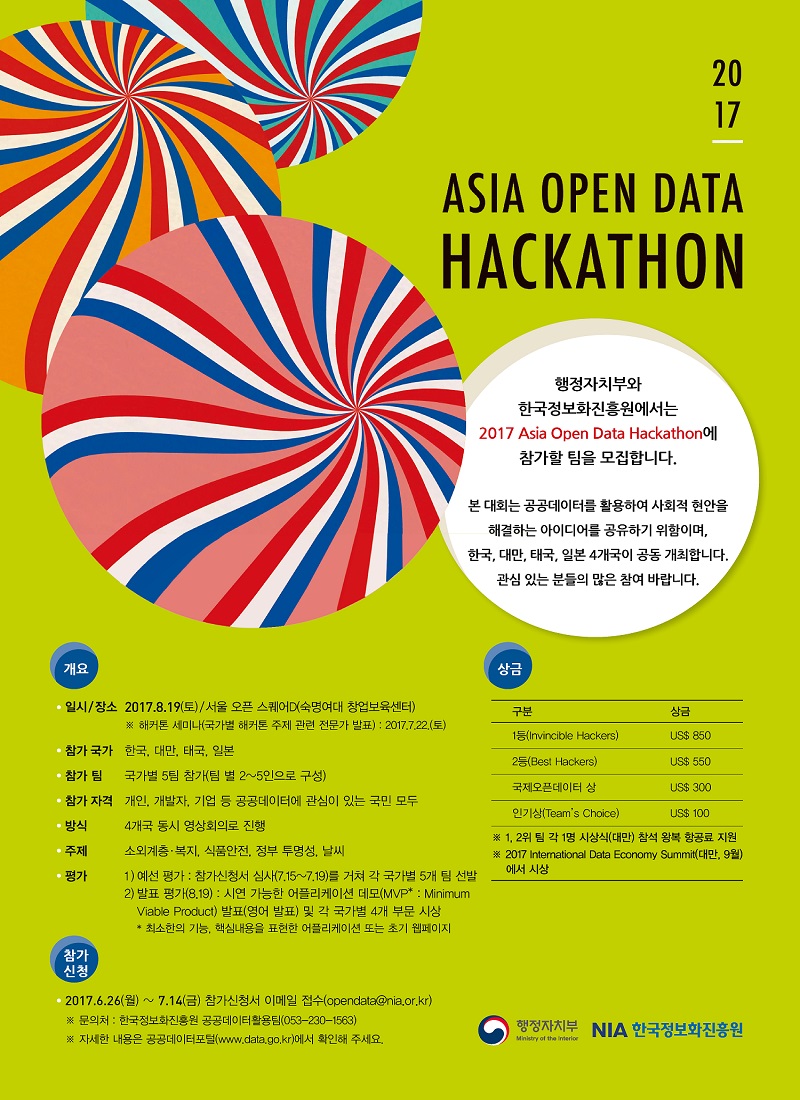 20
17
ASIA OPEN DATA
HACKATHON
행정자치부와
한국정보화진흥원에서는
2017 Asia Open Data Hackathon에
참가할 팀을 모집합니다.
본 대회는 공공데이터를 활용하여 사회적 현안을
해결하는 아이디어를 공유하기 위함이며,
한국, 대만, 태국, 일본 4개국이 공동 개최합니다.
관심 있는 분들의 많은 참여 바랍니다.
개요
• 일시/장소 2017.8.19(토)/서울 오픈 스퀘어D(숙명여대 창업보육센터)
※ 해커톤 세미나(국가별 해커톤 주제 관련 전문가 발표) : 2017.7.22.(토)
• 참가 국가 한국, 대만, 태국, 일본
• 참가 팀 국가별 5팀 참가(팀 별 2~5인으로 구성)
• 참가 자격 개인, 개발자, 기업 등 공공데이터에 관심이 있는 국민 모두
• 방식 4개국 동시 영상회의로 진행
• 주제 소외계층·복지, 식품안전, 정부 투명성, 날씨
• 평가 1) 예선 평가 : 참가신청서 심사(7.15~7.19)를 거쳐 각 국가별 5개 팀 선발
2) 발표 평가(8.19) : 시연 가능한 어플리케이션 데모(MVP* : Minimum
Viable Product) 발표(영어 발표) 및 각 국가별 4개 부문 시상
* 최소한의 기능, 핵심내용을 표현한 어플리케이션 또는 초기 웹페이지
상금
구분 상금
1등(Invincible Hackers) US$ 850
2등(Best Hackers) US$ 550
국제오픈데이터 상 US$ 300
인기상(Team's Choice) US$ 100
※ 1, 2위 팀 각 1명 시상식(대만) 참석 왕복 항공료 지원
※ 2017 International Data Economy Summit(대만, 9월)
에서 시상
참가
신청
• 2017.6.26(월) ~ 7.14(금) 참가신청서 이메일 접수(opendata@nia.or.kr)
※ 문의처 : 한국정보화진흥원 공공데이터활용팀(053-230-1563)
※ 자세한 내용은 공공데이터포털(www.data.go.kr)에서 확인해 주세요.
행정자치부
Ministry of the Interior
NIA 한국정보화진흥원